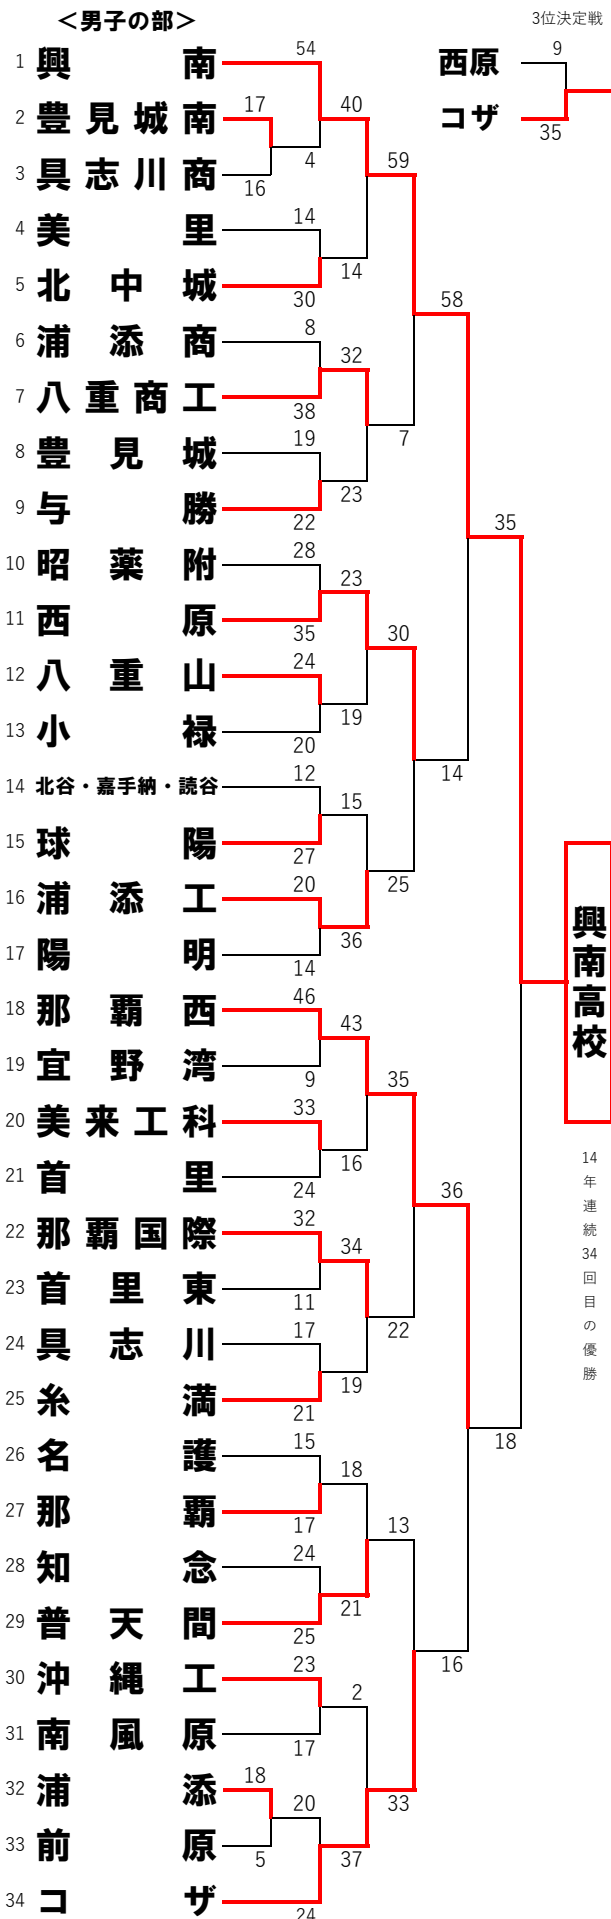 ＜男子の部＞
3位決定戦
西原 9
コザ 35
1 興南 54
2 豊見城南 17
40
3 具志川商 16
4
59
4 美里 14
14
5 北中城 30
58
6 浦添商 8
32
7 八重商工 38
7
8 豊見城 19
23
9 与勝 22
35
10 昭薬附 28
23
11 西原 35
30
12 八重山 24
19
13 小禄 20
14
14 北谷・嘉手納・読谷 12
15
15 球陽 27
25
16 浦添工 20
36
17 陽明 14
興南高校
14年連続34回目の優勝
18 那覇西 46
43
19 宜野湾 9
35
20 美来工科 33
16
21 首里 24
36
22 那覇国際 32
34
23 首里東 11
22
24 具志川 17
19
25 糸満 21
18
26 名護 15
18
27 那覇 17
13
28 知念 24
21
29 普天間 25
16
30 沖縄工 23
2
31 南風原 17
33
32 浦添 18
20
33 前原 5
37
34 コザ 24